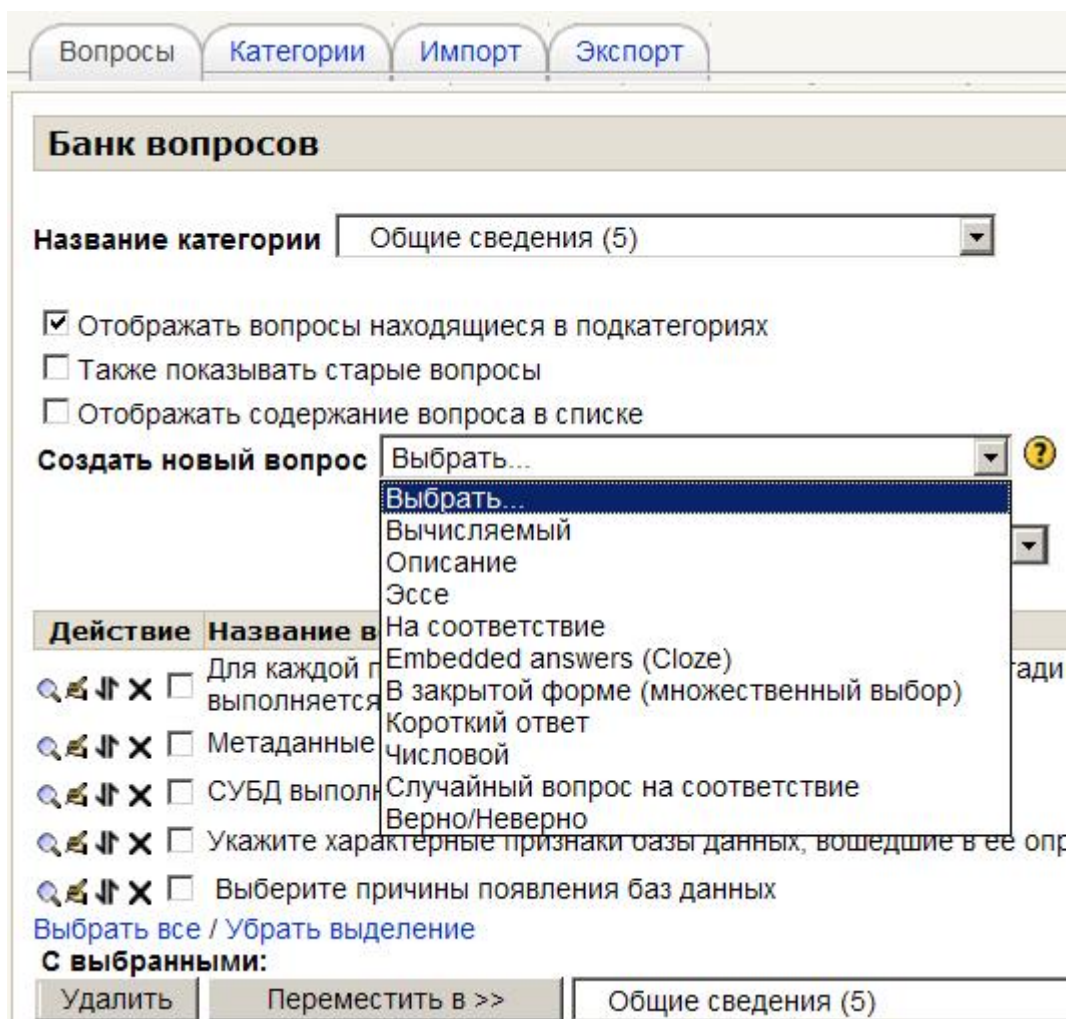 Вопросы Категории Импорт Экспорт
Банк вопросов
Название категории Общие сведения (5)
Отображать вопросы находящиеся в подкатегориях
Также показывать старые вопросы
Отображать содержание вопроса в списке
Создать новый вопрос Выбрать...
Выбрать...
Вычисляемый
Описание
Эссе
На соответствие
Embedded answers (Cloze)
В закрытой форме (множественный выбор)
Короткий ответ
Числовой
Случайный вопрос на соответствие
Верно/Неверно
Действие Название
Для каждой
выполняется
Метаданные
СУБД
Укажите характерные признаки базы данных, вошедшие в ее
Выберите причины появления баз данных
Выбрать все / Убрать выделение
С выбранными:
Удалить Переместить в >> Общие сведения (5)